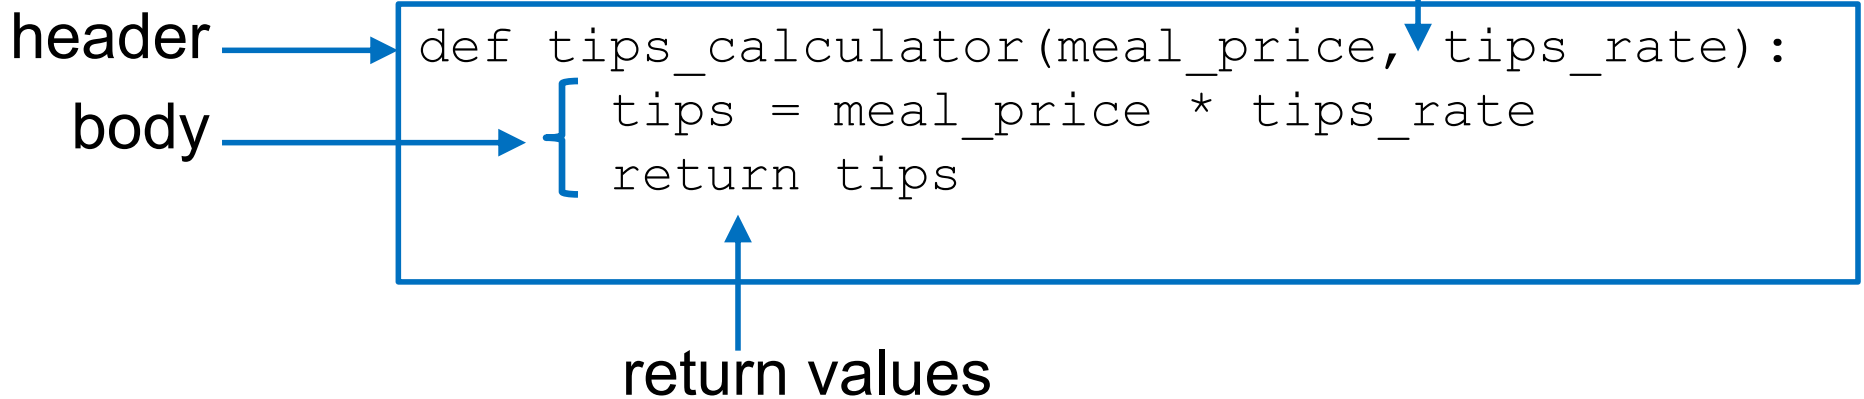 header
def tips_calculator(meal_price, tips_rate):
body
tips = meal_price * tips_rate
return tips
return values